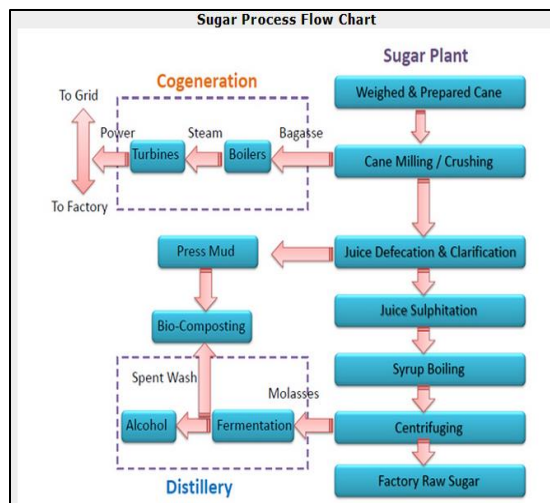 Sugar Process Flow Chart
Sugar Plant
Cogeneration
Weighed & Prepared Cane
To Grid
Power
Steam
Bagasse
Turbines
Boilers
Cane Milling / Crushing
To Factory
Press Mud
Juice Defecation & Clarification
Bio-Composting
Juice Sulphitation
Syrup Boiling
Spent Wash
Molasses
Alcohol
Fermentation
Centrifuging
Distillery
Factory Raw Sugar